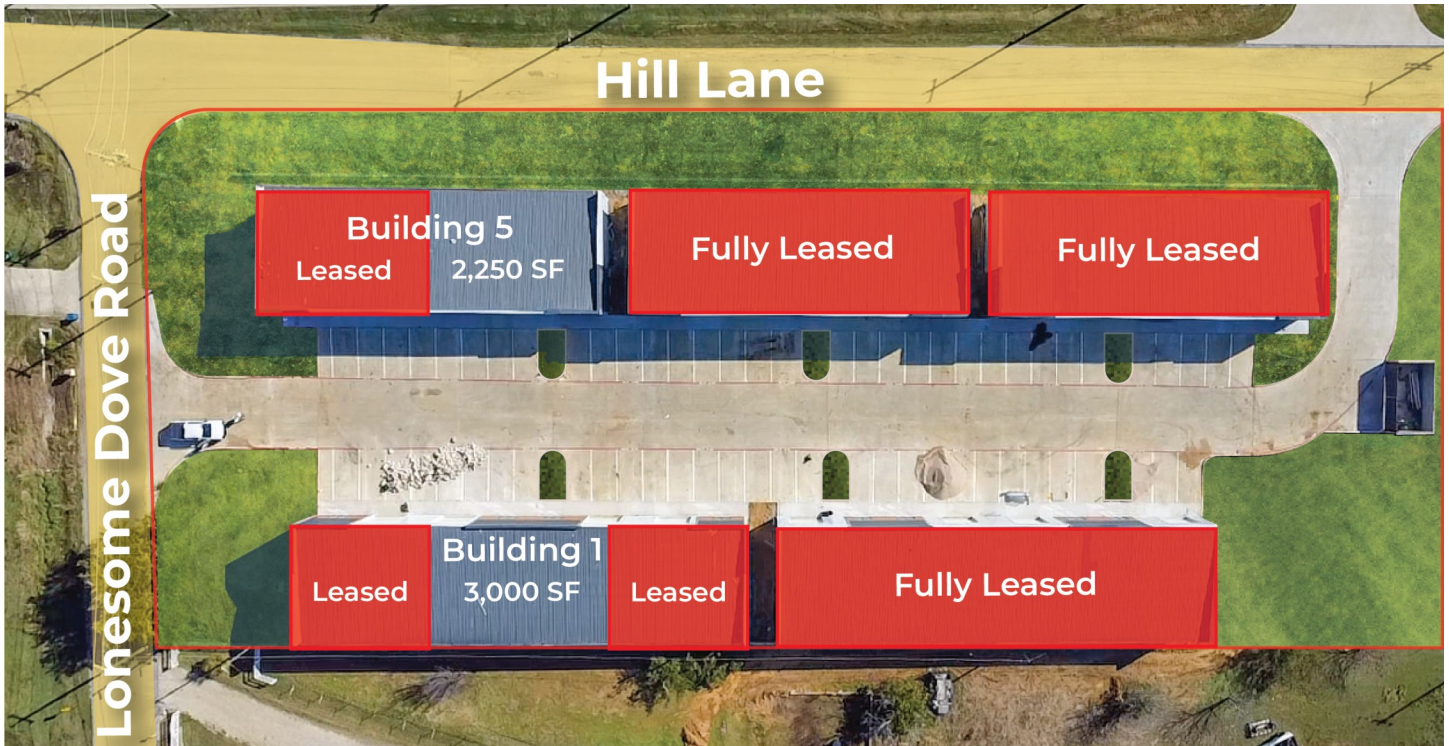 Hill Lane
Lonesome Dove Road
Building 5
Leased
2,250 SF
Fully Leased
Fully Leased
Building 1
Leased
3,000 SF
Leased
Fully Leased